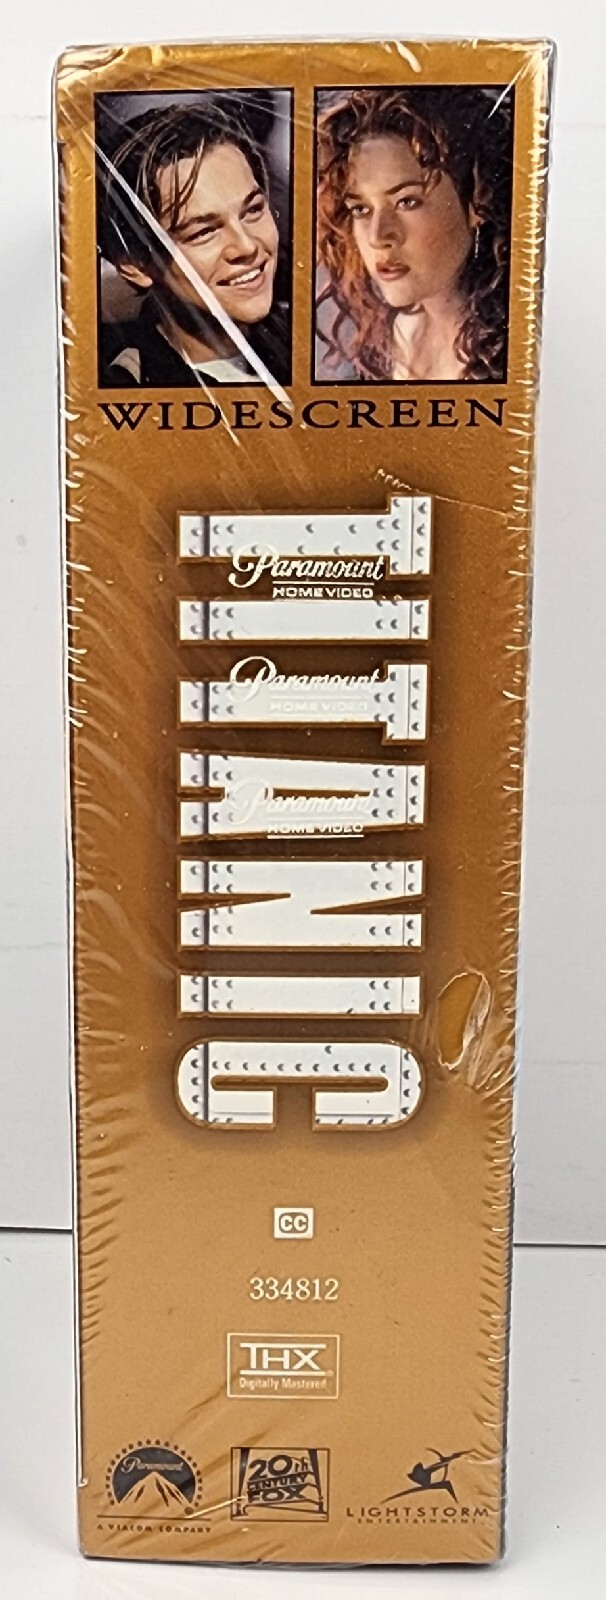 WIDESCREEN
TITANIC
Paramount
HOME VIDEO
Paramount
HOME VIDEO
Paramount
HOME VIDEO
CC
334812
THX
Digitally Mastered
Paramount
A VIACOM COMPANY
20th
CENTURY
FOX
LIGHTSTORM
ENTERTAINMENT